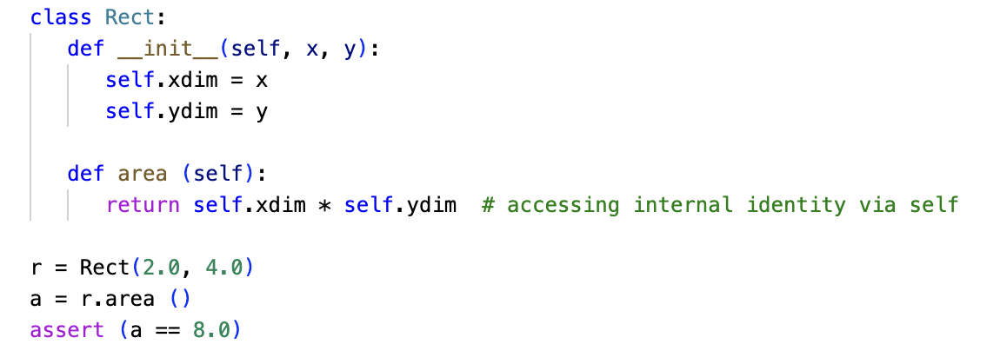 class Rect:
   def __init__(self, x, y):
      self.xdim = x
      self.ydim = y

   def area (self):
      return self.xdim * self.ydim  # accessing internal identity via self

r = Rect(2.0, 4.0)
a = r.area ()
assert (a == 8.0)